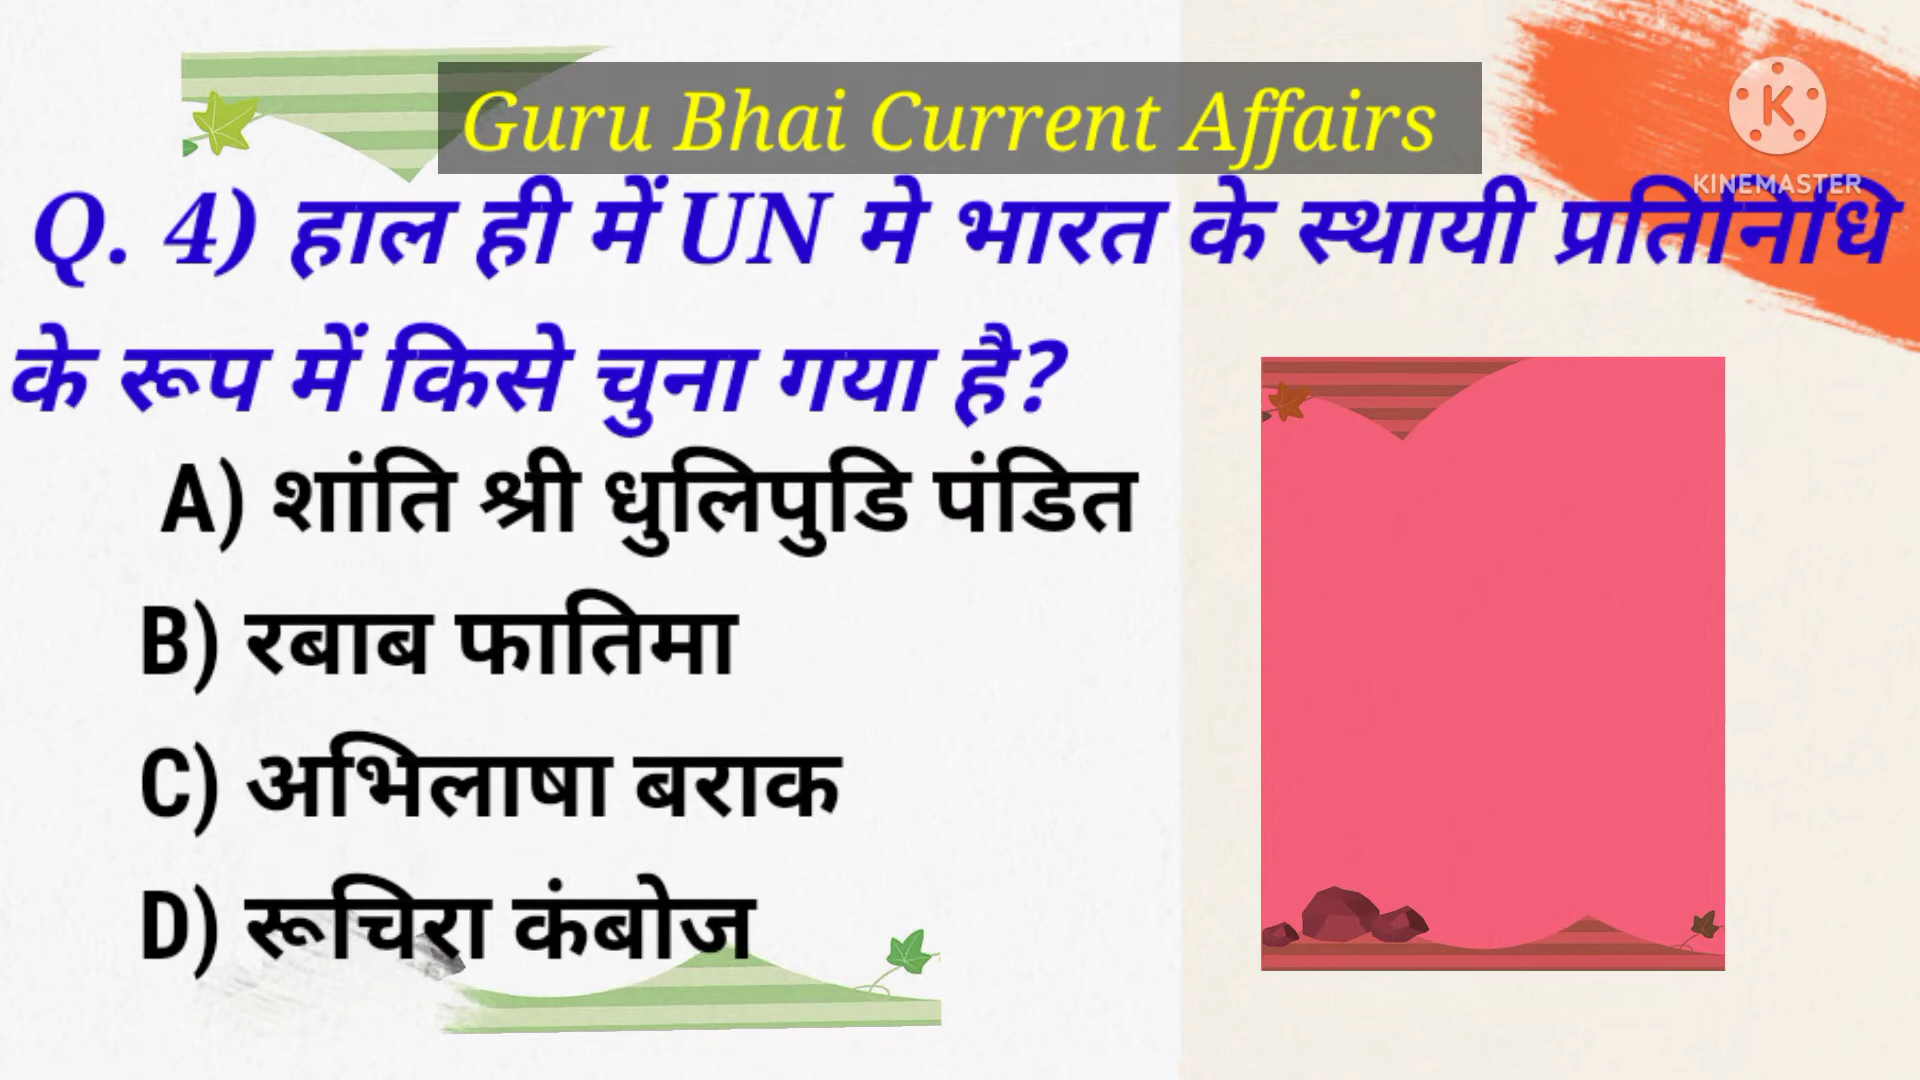 Guru Bhai Current Affairs
KINEMASTER
Q. 4) हाल ही में UN मे भारत के स्थायी प्रतिनिधि
के रूप में किसे चुना गया है?
A) शांति श्री धुलिपुडि पंडित
B) रबाब फातिमा
C) अभिलाषा बराक
D) रूचिरा कंबोज